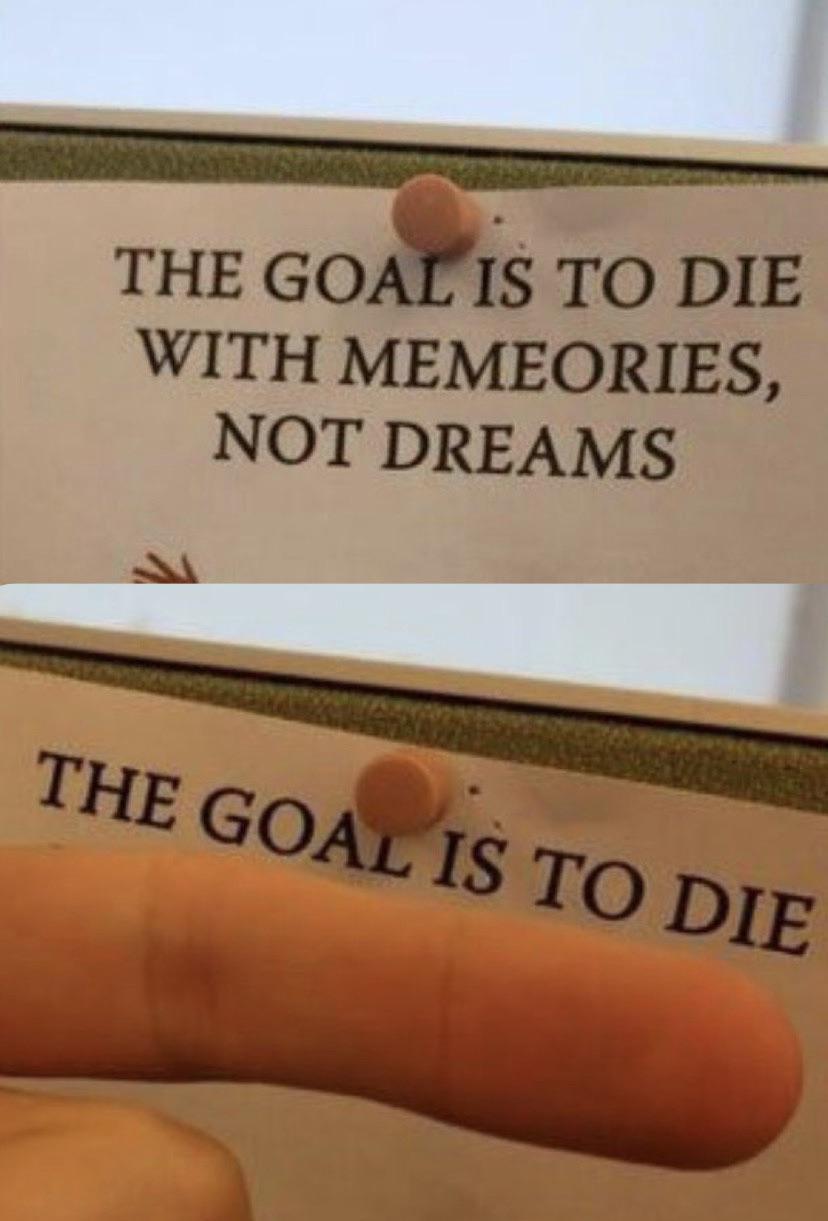 THE GOAL IS TO DIE
WITH MEMEORIES,
NOT DREAMS
THE GOAL IS TO DIE